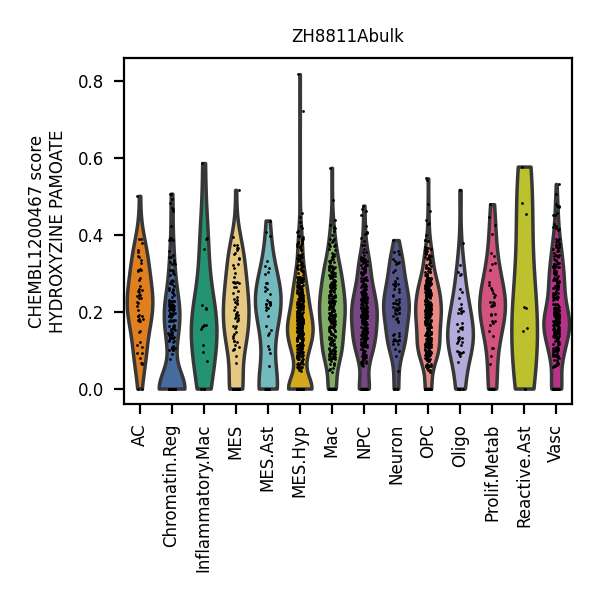 ZH8811Abulk
CHEMBL1200467 score
HYDROXYZINE PAMOATE
0.8
0.6
0.4
0.2
0.0
AC
Chromatin.Reg
Inflammatory.Mac
MES
MES.Ast
MES.Hyp
Mac
NPC
Neuron
OPC
Oligo
Prolif.Metab
Reactive.Ast
Vasc